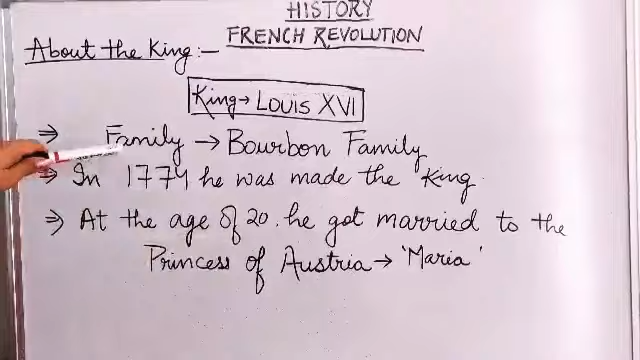 HISTORY
FRENCH REVOLUTION
About the King:-
King→ LOUIS XVI
⇒ Family → Bourbon Family
⇒ In 1774 he was made the King
⇒ At the age of 20. he got married to the
Princess of Austria → 'Maria'